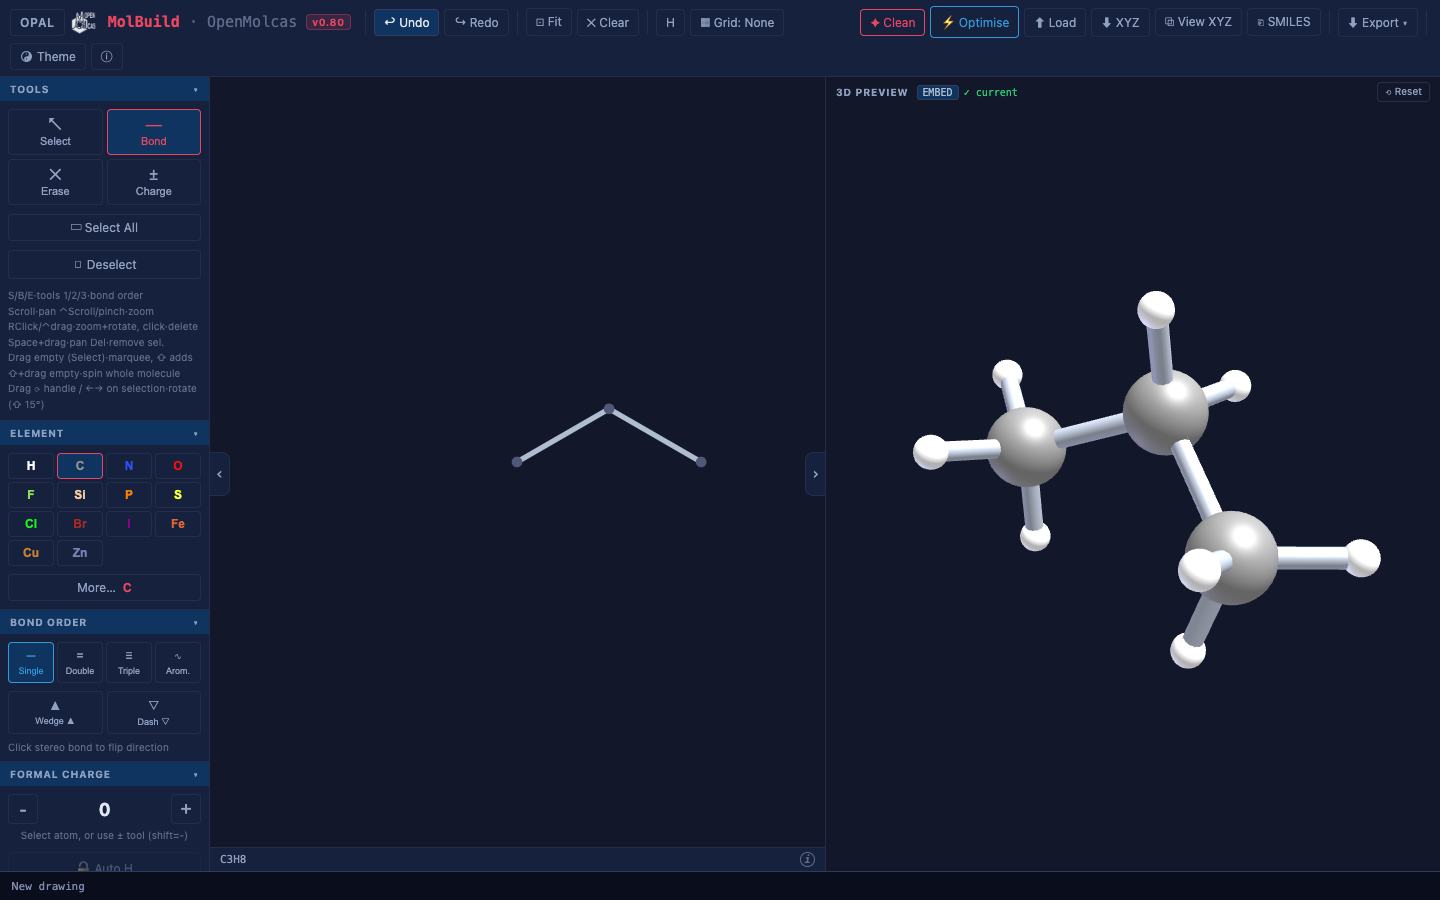 OPAL MolBuild · OpenMolcas v0.80 ↩ Undo ↪ Redo ⊡ Fit ✕ Clear H ▦ Grid: None ✦ Clean ⚡ Optimise ⬆ Load ⬇ XYZ View XYZ SMILES ⬇ Export ▾
Theme ⓘ
TOOLS ▾
Select
Bond
Erase
± Charge
Select All
Deselect
S/B/E·tools 1/2/3·bond order
Scroll·pan ⌃Scroll/pinch·zoom
RClick/⌃drag·zoom+rotate, click·delete
Space+drag·pan Del·remove sel.
Drag empty (Select)·marquee, ⇧ adds
⇧+drag empty·spin whole molecule
Drag ⟳ handle / ←→ on selection·rotate
(⇧ 15°)
ELEMENT ▾
H C N O
F Si P S
Cl Br I Fe
Cu Zn
More... C
BOND ORDER ▾
Single Double Triple Arom.
▲ ▽
Wedge ▲ Dash ▽
Click stereo bond to flip direction
FORMAL CHARGE ▾
- 0 +
Select atom, or use ± tool (shift=-)
Auto H
‹
›
C3H8
3D PREVIEW EMBED ✓ current ⟲ Reset
New drawing